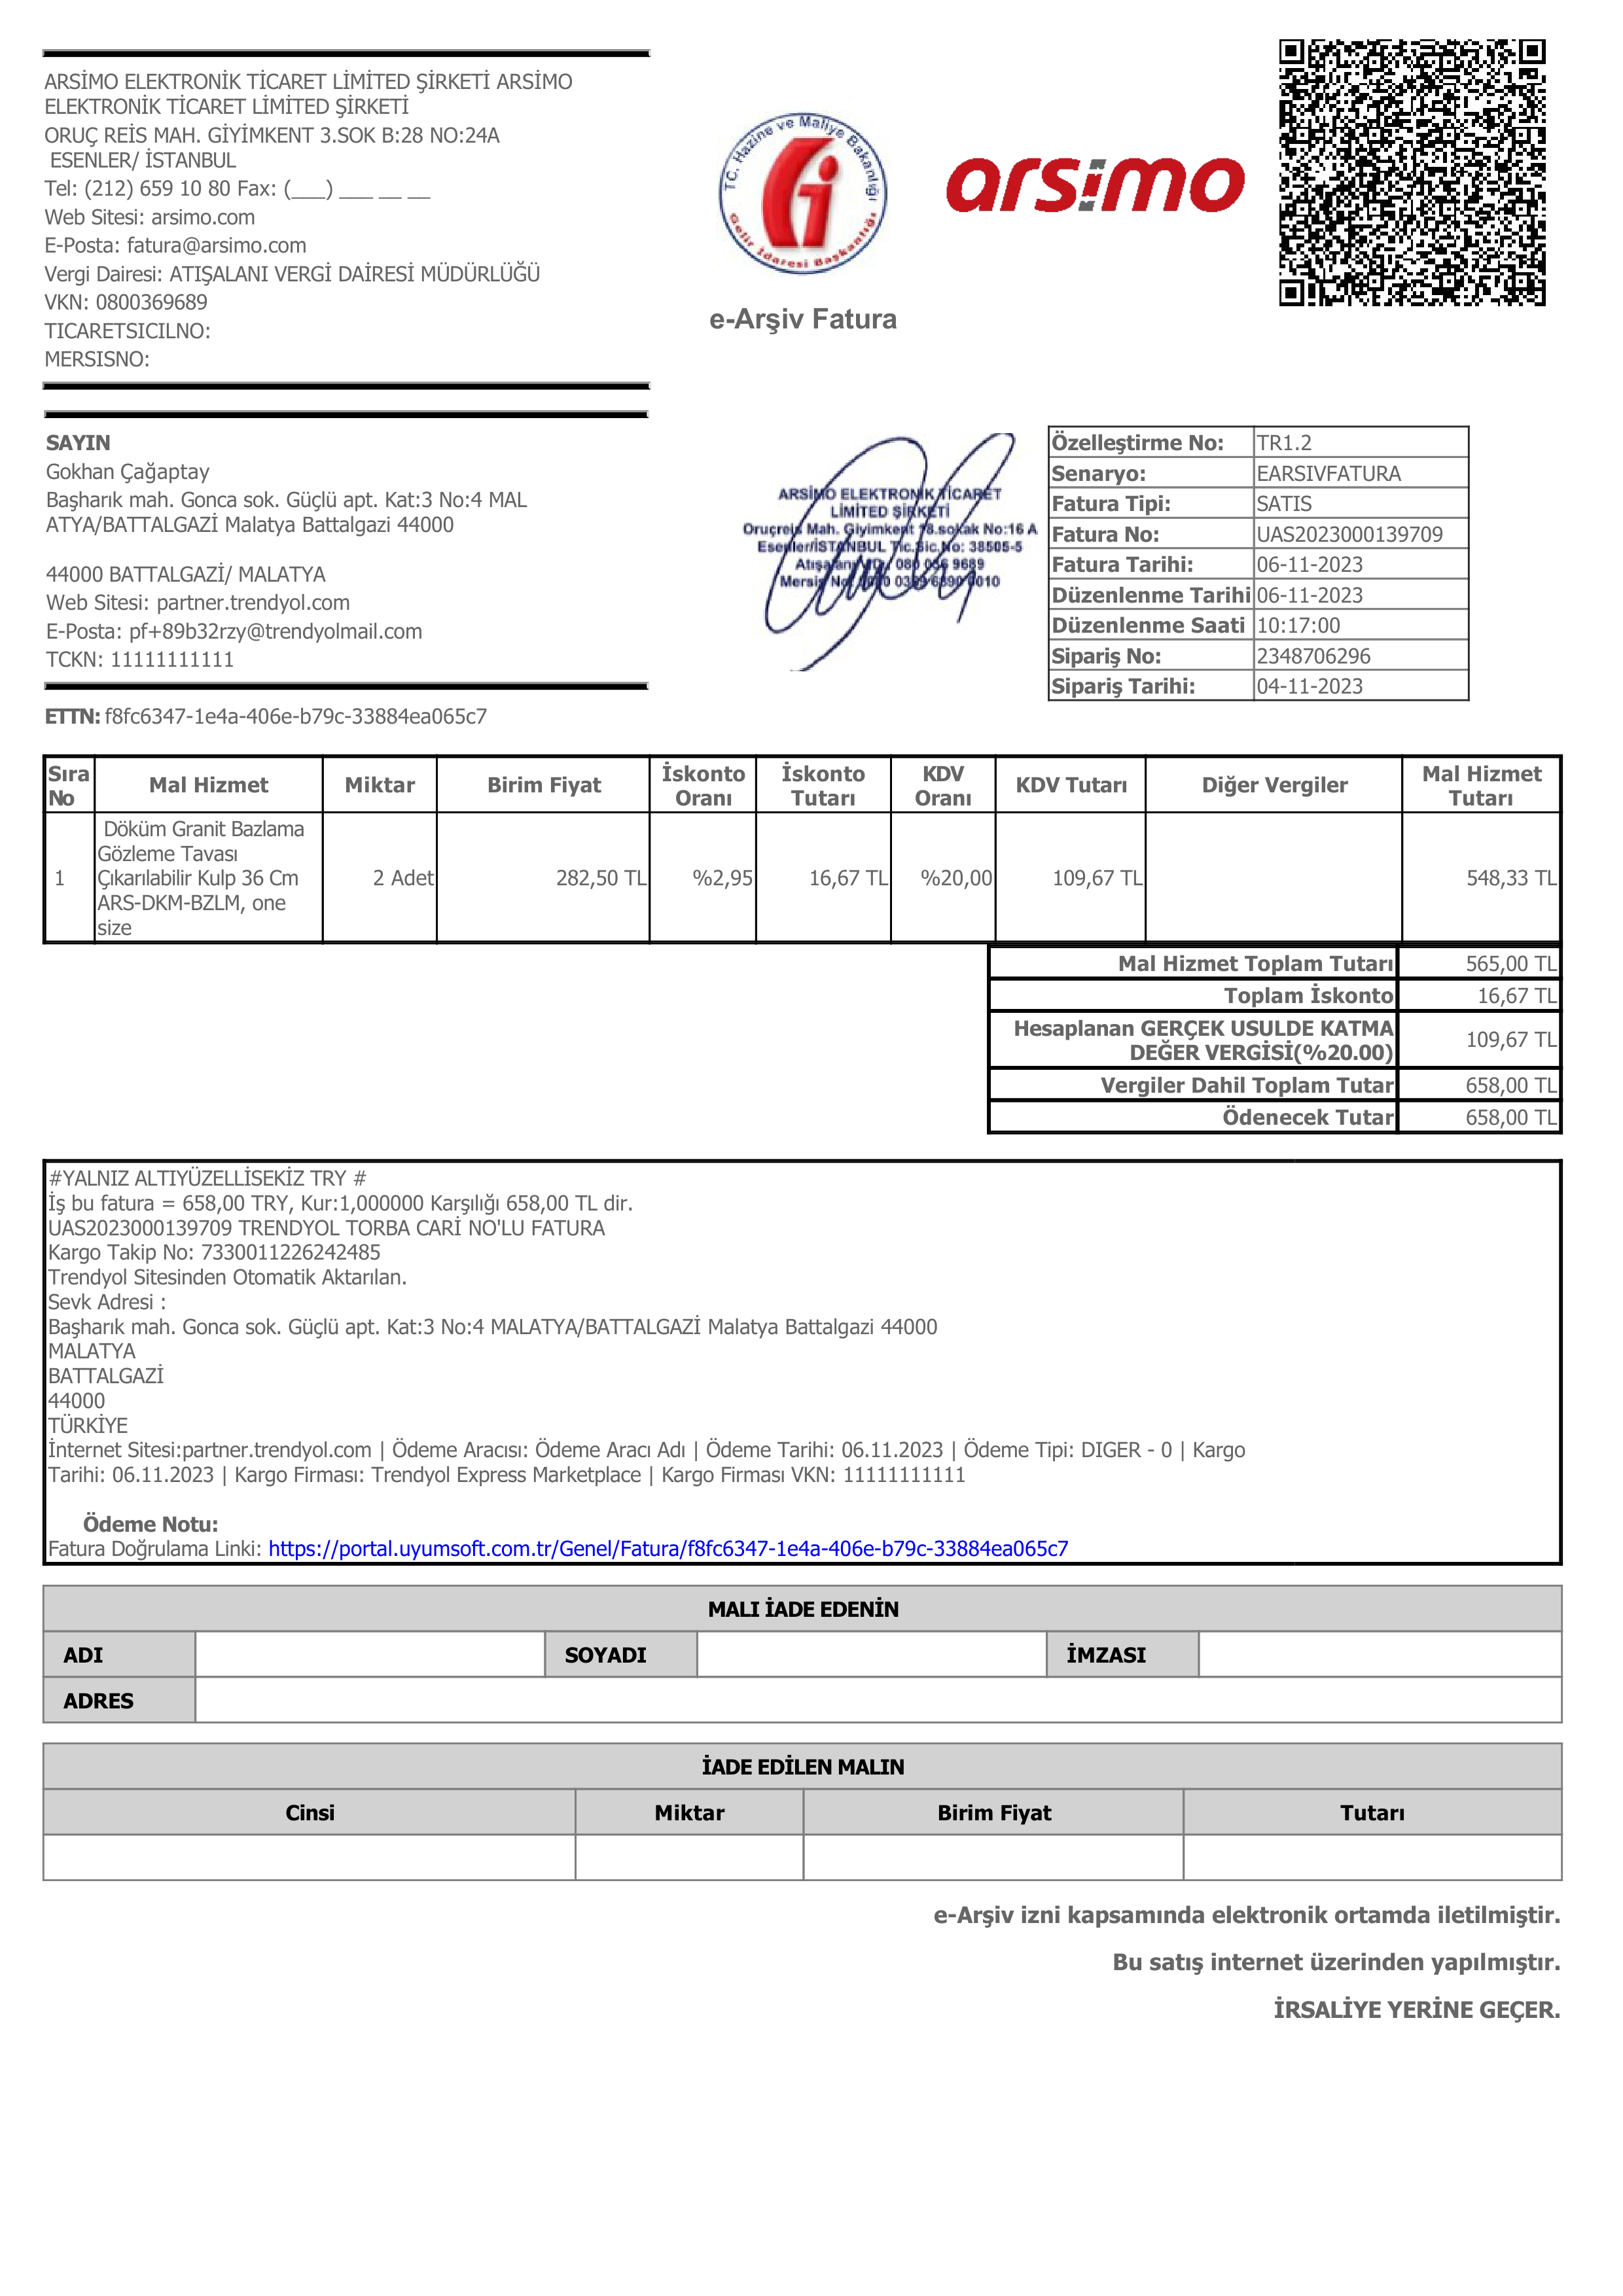 ARSİMO ELEKTRONİK TİCARET LİMİTED ŞİRKETİ ARSİMO
ELEKTRONİK TİCARET LİMİTED ŞİRKETİ
ORUÇ REİS MAH. GİYİMKENT 3.SOK B:28 NO:24A
ESENLER/ İSTANBUL
Tel: (212) 659 10 80 Fax: (___) ___ __ __
Web Sitesi: arsimo.com
E-Posta: fatura@arsimo.com
Vergi Dairesi: ATIŞALANI VERGİ DAİRESİ MÜDÜRLÜĞÜ
VKN: 0800369689
TICARETSICILNO:
MERSISNO:
T.C. Hazine ve Maliye Bakanlığı
Gelir İdaresi Başkanlığı
e-Arşiv Fatura
arsimo
SAYIN
Gokhan Çağaptay
Başharık mah. Gonca sok. Güçlü apt. Kat:3 No:4 MAL
ATYA/BATTALGAZİ Malatya Battalgazi 44000
44000 BATTALGAZİ/ MALATYA
Web Sitesi: partner.trendyol.com
E-Posta: pf+89b32rzy@trendyolmail.com
TCKN: 11111111111
ETTN: f8fc6347-1e4a-406e-b79c-33884ea065c7
ARSİMO ELEKTRONİK TİCARET
LİMİTED ŞİRKETİ
Oruçreis Mah. Giyimkent 18.sokak No:16 A
Esenler/İSTANBUL Tic.Sic.No: 38505-5
Atışalanı V.D.: 080 036 9689
Mersis No:
Özelleştirme No: TR1.2
Senaryo: EARSIVFATURA
Fatura Tipi: SATIS
Fatura No: UAS2023000139709
Fatura Tarihi: 06-11-2023
Düzenlenme Tarihi 06-11-2023
Düzenlenme Saati 10:17:00
Sipariş No: 2348706296
Sipariş Tarihi: 04-11-2023
Sıra No Mal Hizmet Miktar Birim Fiyat İskonto Oranı İskonto Tutarı KDV Oranı KDV Tutarı Diğer Vergiler Mal Hizmet Tutarı
1 Döküm Granit Bazlama
Gözleme Tavası
Çıkarılabilir Kulp 36 Cm
ARS-DKM-BZLM, one
size
2 Adet 282,50 TL %2,95 16,67 TL %20,00 109,67 TL 548,33 TL
Mal Hizmet Toplam Tutarı 565,00 TL
Toplam İskonto 16,67 TL
Hesaplanan GERÇEK USULDE KATMA
DEĞER VERGİSİ(%20.00) 109,67 TL
Vergiler Dahil Toplam Tutar 658,00 TL
Ödenecek Tutar 658,00 TL
#YALNIZ ALTIYÜZELLİSEKİZ TRY #
İş bu fatura = 658,00 TRY, Kur:1,000000 Karşılığı 658,00 TL dir.
UAS2023000139709 TRENDYOL TORBA CARİ NO'LU FATURA
Kargo Takip No: 7330011226242485
Trendyol Sitesinden Otomatik Aktarılan.
Sevk Adresi :
Başharık mah. Gonca sok. Güçlü apt. Kat:3 No:4 MALATYA/BATTALGAZİ Malatya Battalgazi 44000
MALATYA
BATTALGAZİ
44000
TÜRKİYE
İnternet Sitesi:partner.trendyol.com | Ödeme Aracısı: Ödeme Aracı Adı | Ödeme Tarihi: 06.11.2023 | Ödeme Tipi: DIGER - 0 | Kargo
Tarihi: 06.11.2023 | Kargo Firması: Trendyol Express Marketplace | Kargo Firması VKN: 11111111111
Ödeme Notu:
Fatura Doğrulama Linki: https://portal.uyumsoft.com.tr/Genel/Fatura/f8fc6347-1e4a-406e-b79c-33884ea065c7
MALI İADE EDENİN
ADI SOYADI İMZASI
ADRES
İADE EDİLEN MALIN
Cinsi Miktar Birim Fiyat Tutarı
e-Arşiv izni kapsamında elektronik ortamda iletilmiştir.
Bu satış internet üzerinden yapılmıştır.
İRSALİYE YERİNE GEÇER.